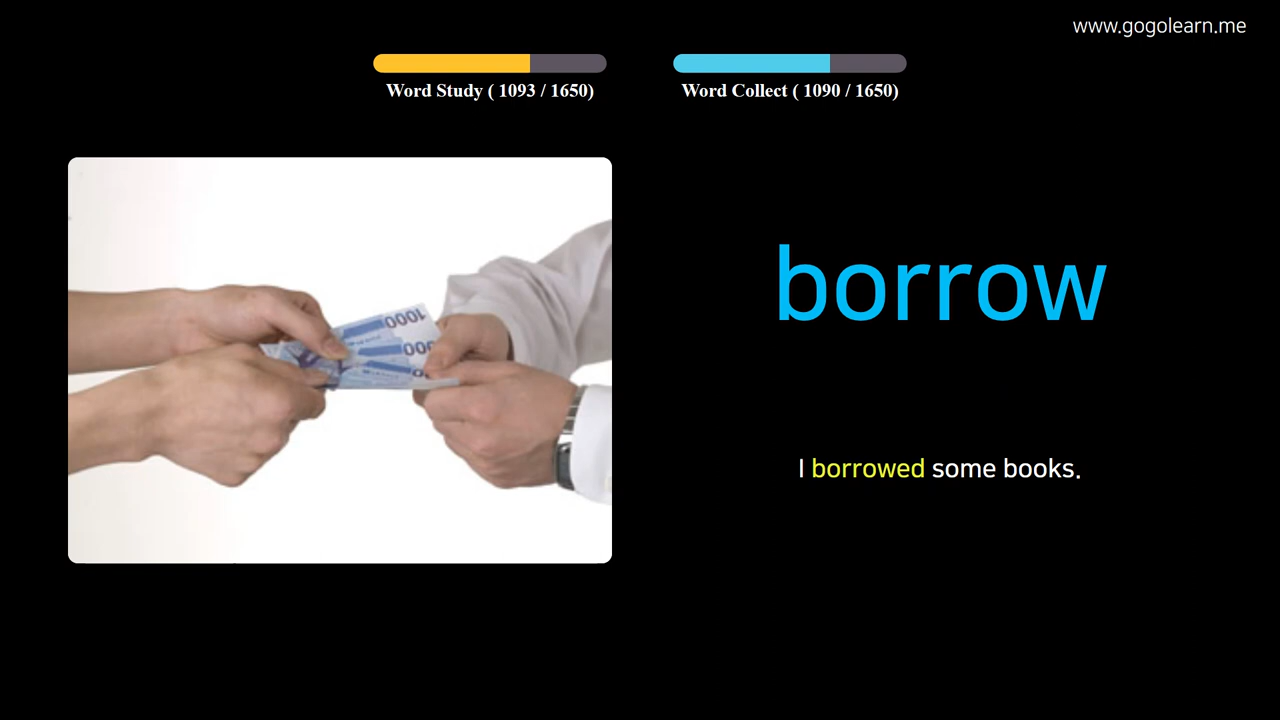 www.gogolearn.me
Word Study ( 1093 / 1650)
Word Collect ( 1090 / 1650)
borrow
1000
I borrowed some books.